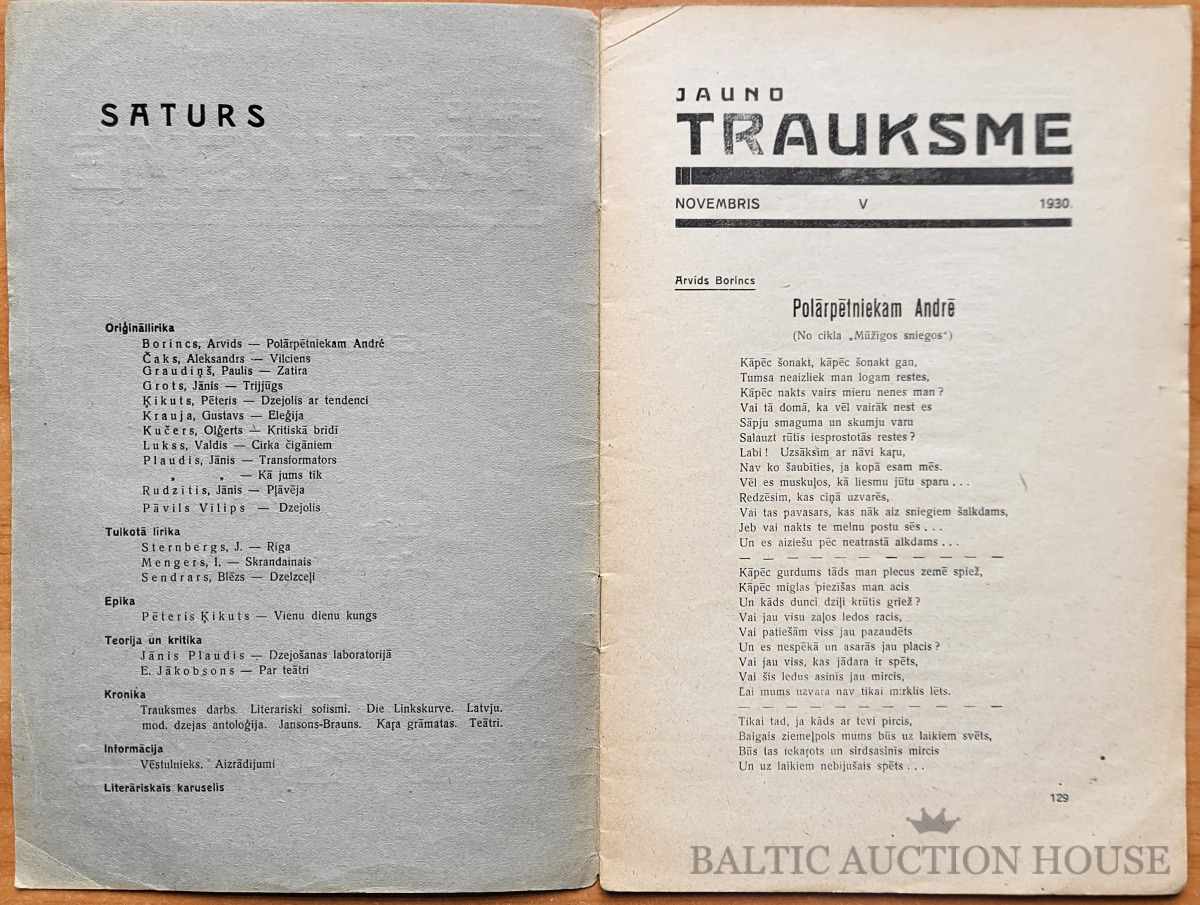 SATURS
Oriģināllirika
Borincs, Arvids — Polārpētniekam André
Čaks, Aleksandrs — Vilciens
Graudiņš, Paulis — Zatira
Grots, Jānis — Trijjūgs
Ķikuts, Pēteris — Dzejolis ar tendenci
Krauja, Gustavs — Elēģija
Kučers, Oļģerts — Kritiskā brīdī
Lukss, Valdis — Cirka čigāniem
Plaudis, Jānis — Transformators
„ „ — Kā jums tīk
Rudzītis, Jānis — Pļāvēja
Pāvils Vilips — Dzejolis
Tulkotā lirika
Sternbergs, J. — Rīga
Mengers, I. — Skrandainais
Sendrars, Blēzs — Dzelzceļi
Epika
Pēteris Ķikuts — Vienu dienu kungs
Teorija un kritika
Jānis Plaudis — Dzejošanas laboratorijā
E. Jākobsons — Par teātri
Kronika
Trauksmes darbs. Literariski sofismi. Die Linkskurve. Latvju.
mod. dzejas antoloģija. Jansons-Brauns. Kaŗa grāmatas. Teātri.
Informācija
Vēstulnieks. Aizrādījumi
Literāriskais karuselis
JAUNO
TRAUKSME
NOVEMBRIS V 1930.
Arvīds Borincs
Polārpētniekam Andrē
(No cikla „Mūžīgos sniegos“)
Kāpēc šonakt, kāpēc šonakt gan,
Tumsa neaizliek man logam restes,
Kāpēc nakts vairs mieru nenes man?
Vai tā domā, ka vēl vairāk nest es
Sāpju smaguma un skumju varu
Salauzt rūtīs iesprostotās restes?
Labi! Uzsāksim ar nāvi kaŗu,
Nav ko šaubīties, ja kopā esam mēs.
Vēl es muskuļos, kā liesmu jūtu sparu...
Redzēsim, kas cīņā uzvarēs,
Vai tas pavasars, kas nāk aiz sniegiem šalkdams,
Jeb vai nakts te melnu postu sēs...
Un es aiziešu pēc neatrastā alkdams...
Kāpēc gurdums tāds man plecus zemē spiež,
Kāpēc miglas piezīšas man acis
Un kāds dunci dziļi krūtīs griež?
Vai jau visu zaļos ledos racis,
Vai patiešām viss jau pazaudēts
Un es nespēkā un asarās jau placis?
Vai jau viss, kas jādara ir spēts,
Vai šis ledus asinīs jau mircis,
Lai mums uzvara nav tikai mirklis lēts.
Tikai tad, ja kāds ar tevi pircis,
Baigais ziemeļpols mums būs uz laikiem svēts,
Būs tas iekaŗots un sirdsasinīs mircis
Un uz laikiem nebijušais spēts...
129
BALTIC AUCTION HOUSE